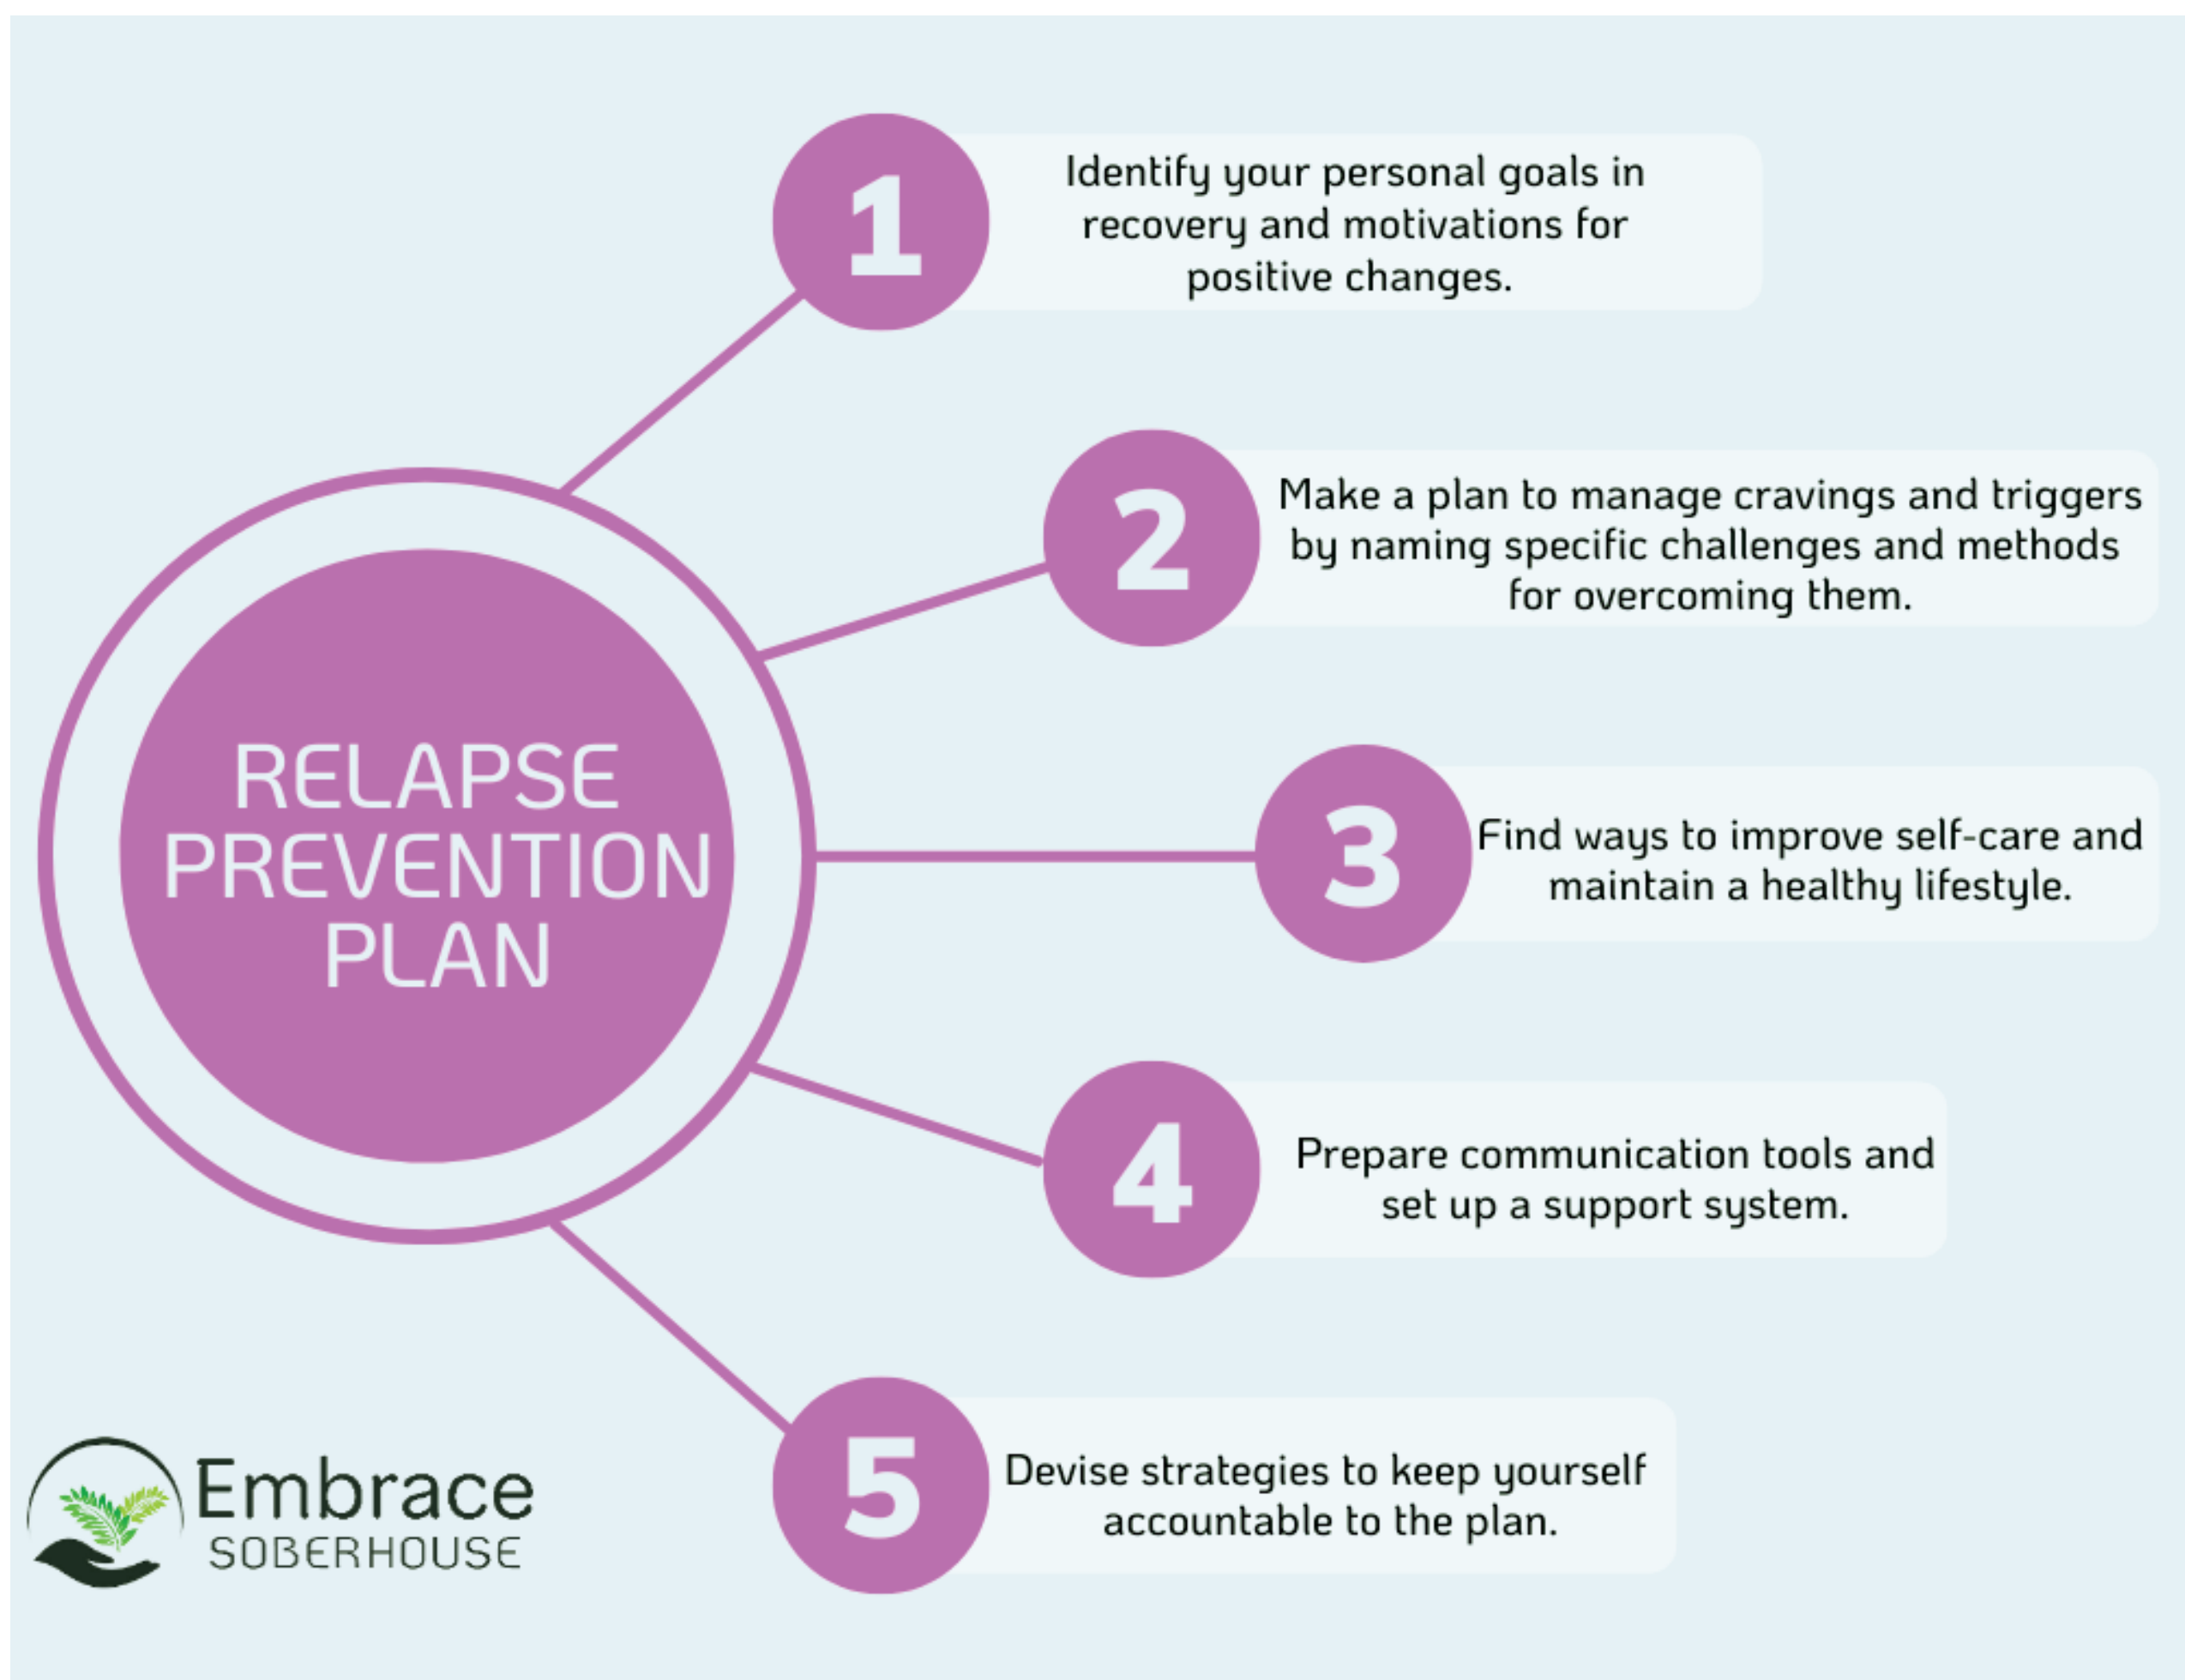 RELAPSE
PREVENTION
PLAN
1
Identify your personal goals in
recovery and motivations for
positive changes.
2
Make a plan to manage cravings and triggers
by naming specific challenges and methods
for overcoming them.
3
Find ways to improve self-care and
maintain a healthy lifestyle.
4
Prepare communication tools and
set up a support system.
5
Devise strategies to keep yourself
accountable to the plan.
Embrace
SOBERHOUSE